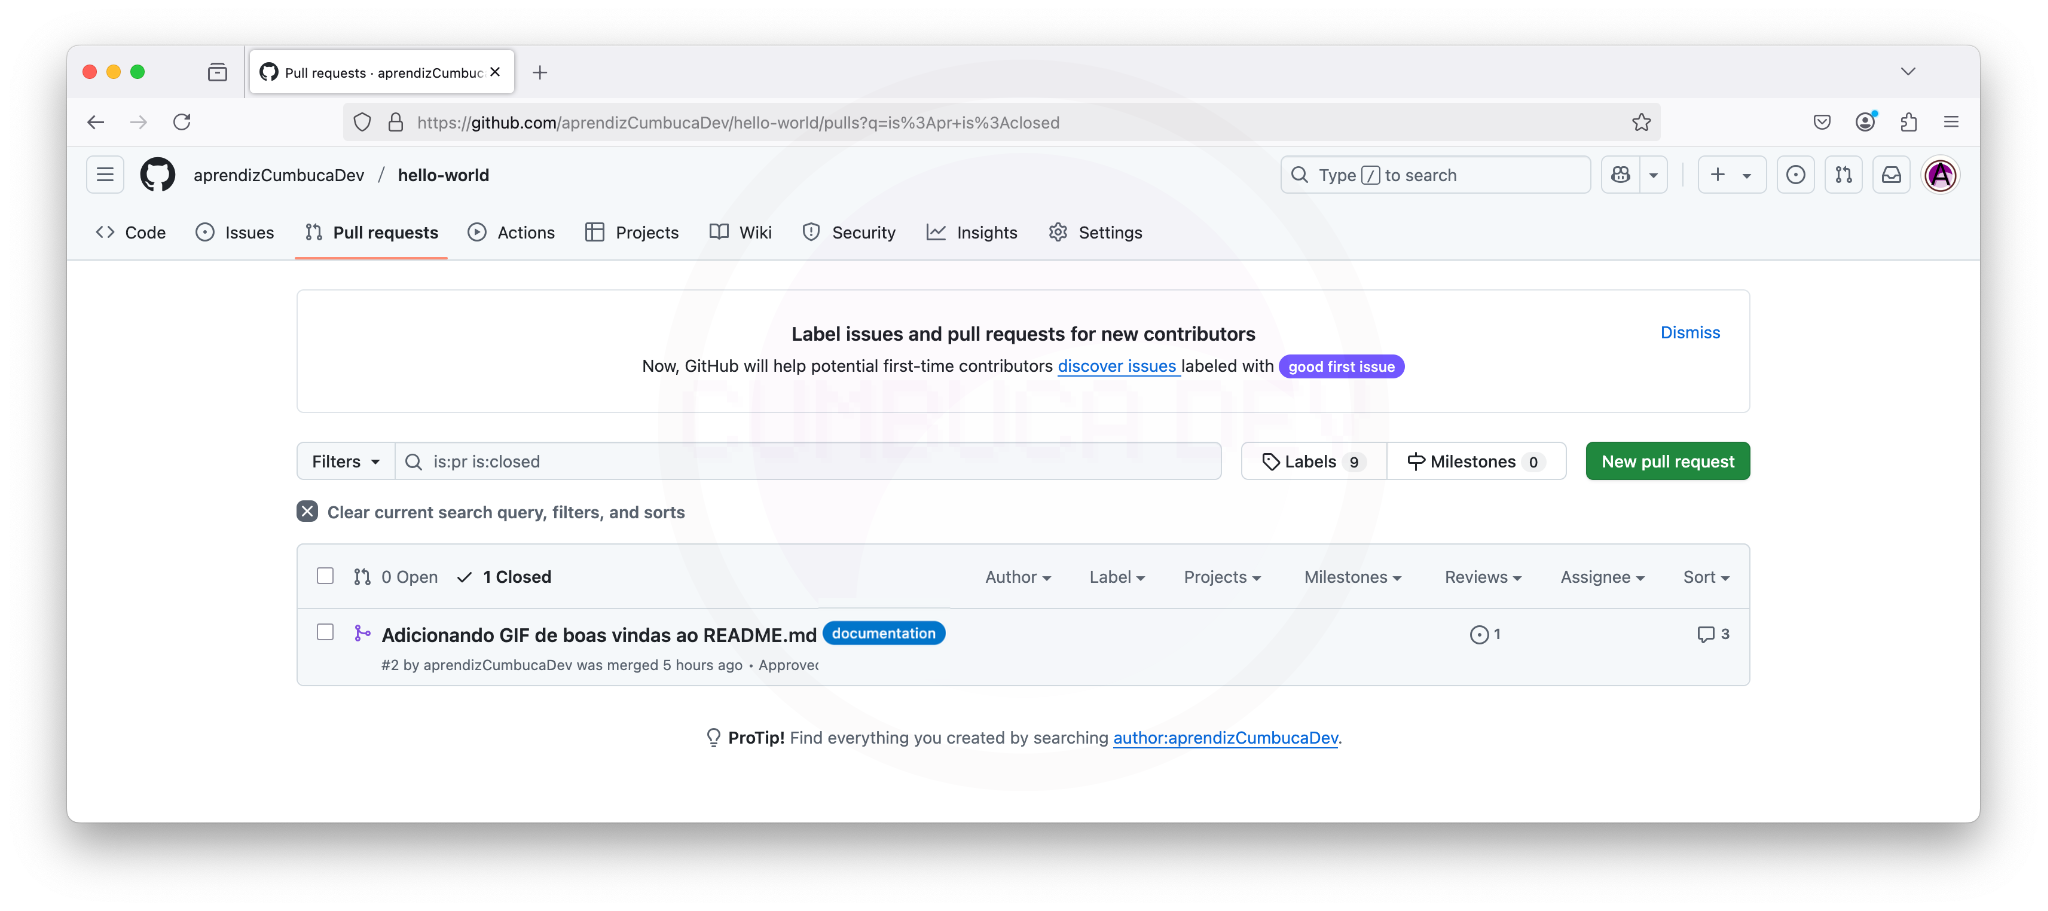 Pull requests · aprendizCumbuc
https://github.com/aprendizCumbucaDev/hello-world/pulls?q=is%3Apr+is%3Aclosed
aprendizCumbucaDev / hello-world
Type / to search
Code Issues Pull requests Actions Projects Wiki Security Insights Settings
Label issues and pull requests for new contributors
Dismiss
Now, GitHub will help potential first-time contributors discover issues labeled with good first issue
CUMBUCA DEV
Filters is:pr is:closed Labels 9 Milestones 0 New pull request
Clear current search query, filters, and sorts
0 Open 1 Closed Author Label Projects Milestones Reviews Assignee Sort
Adicionando GIF de boas vindas ao README.md documentation 1 3
#2 by aprendizCumbucaDev was merged 5 hours ago • Approved
ProTip! Find everything you created by searching author:aprendizCumbucaDev.